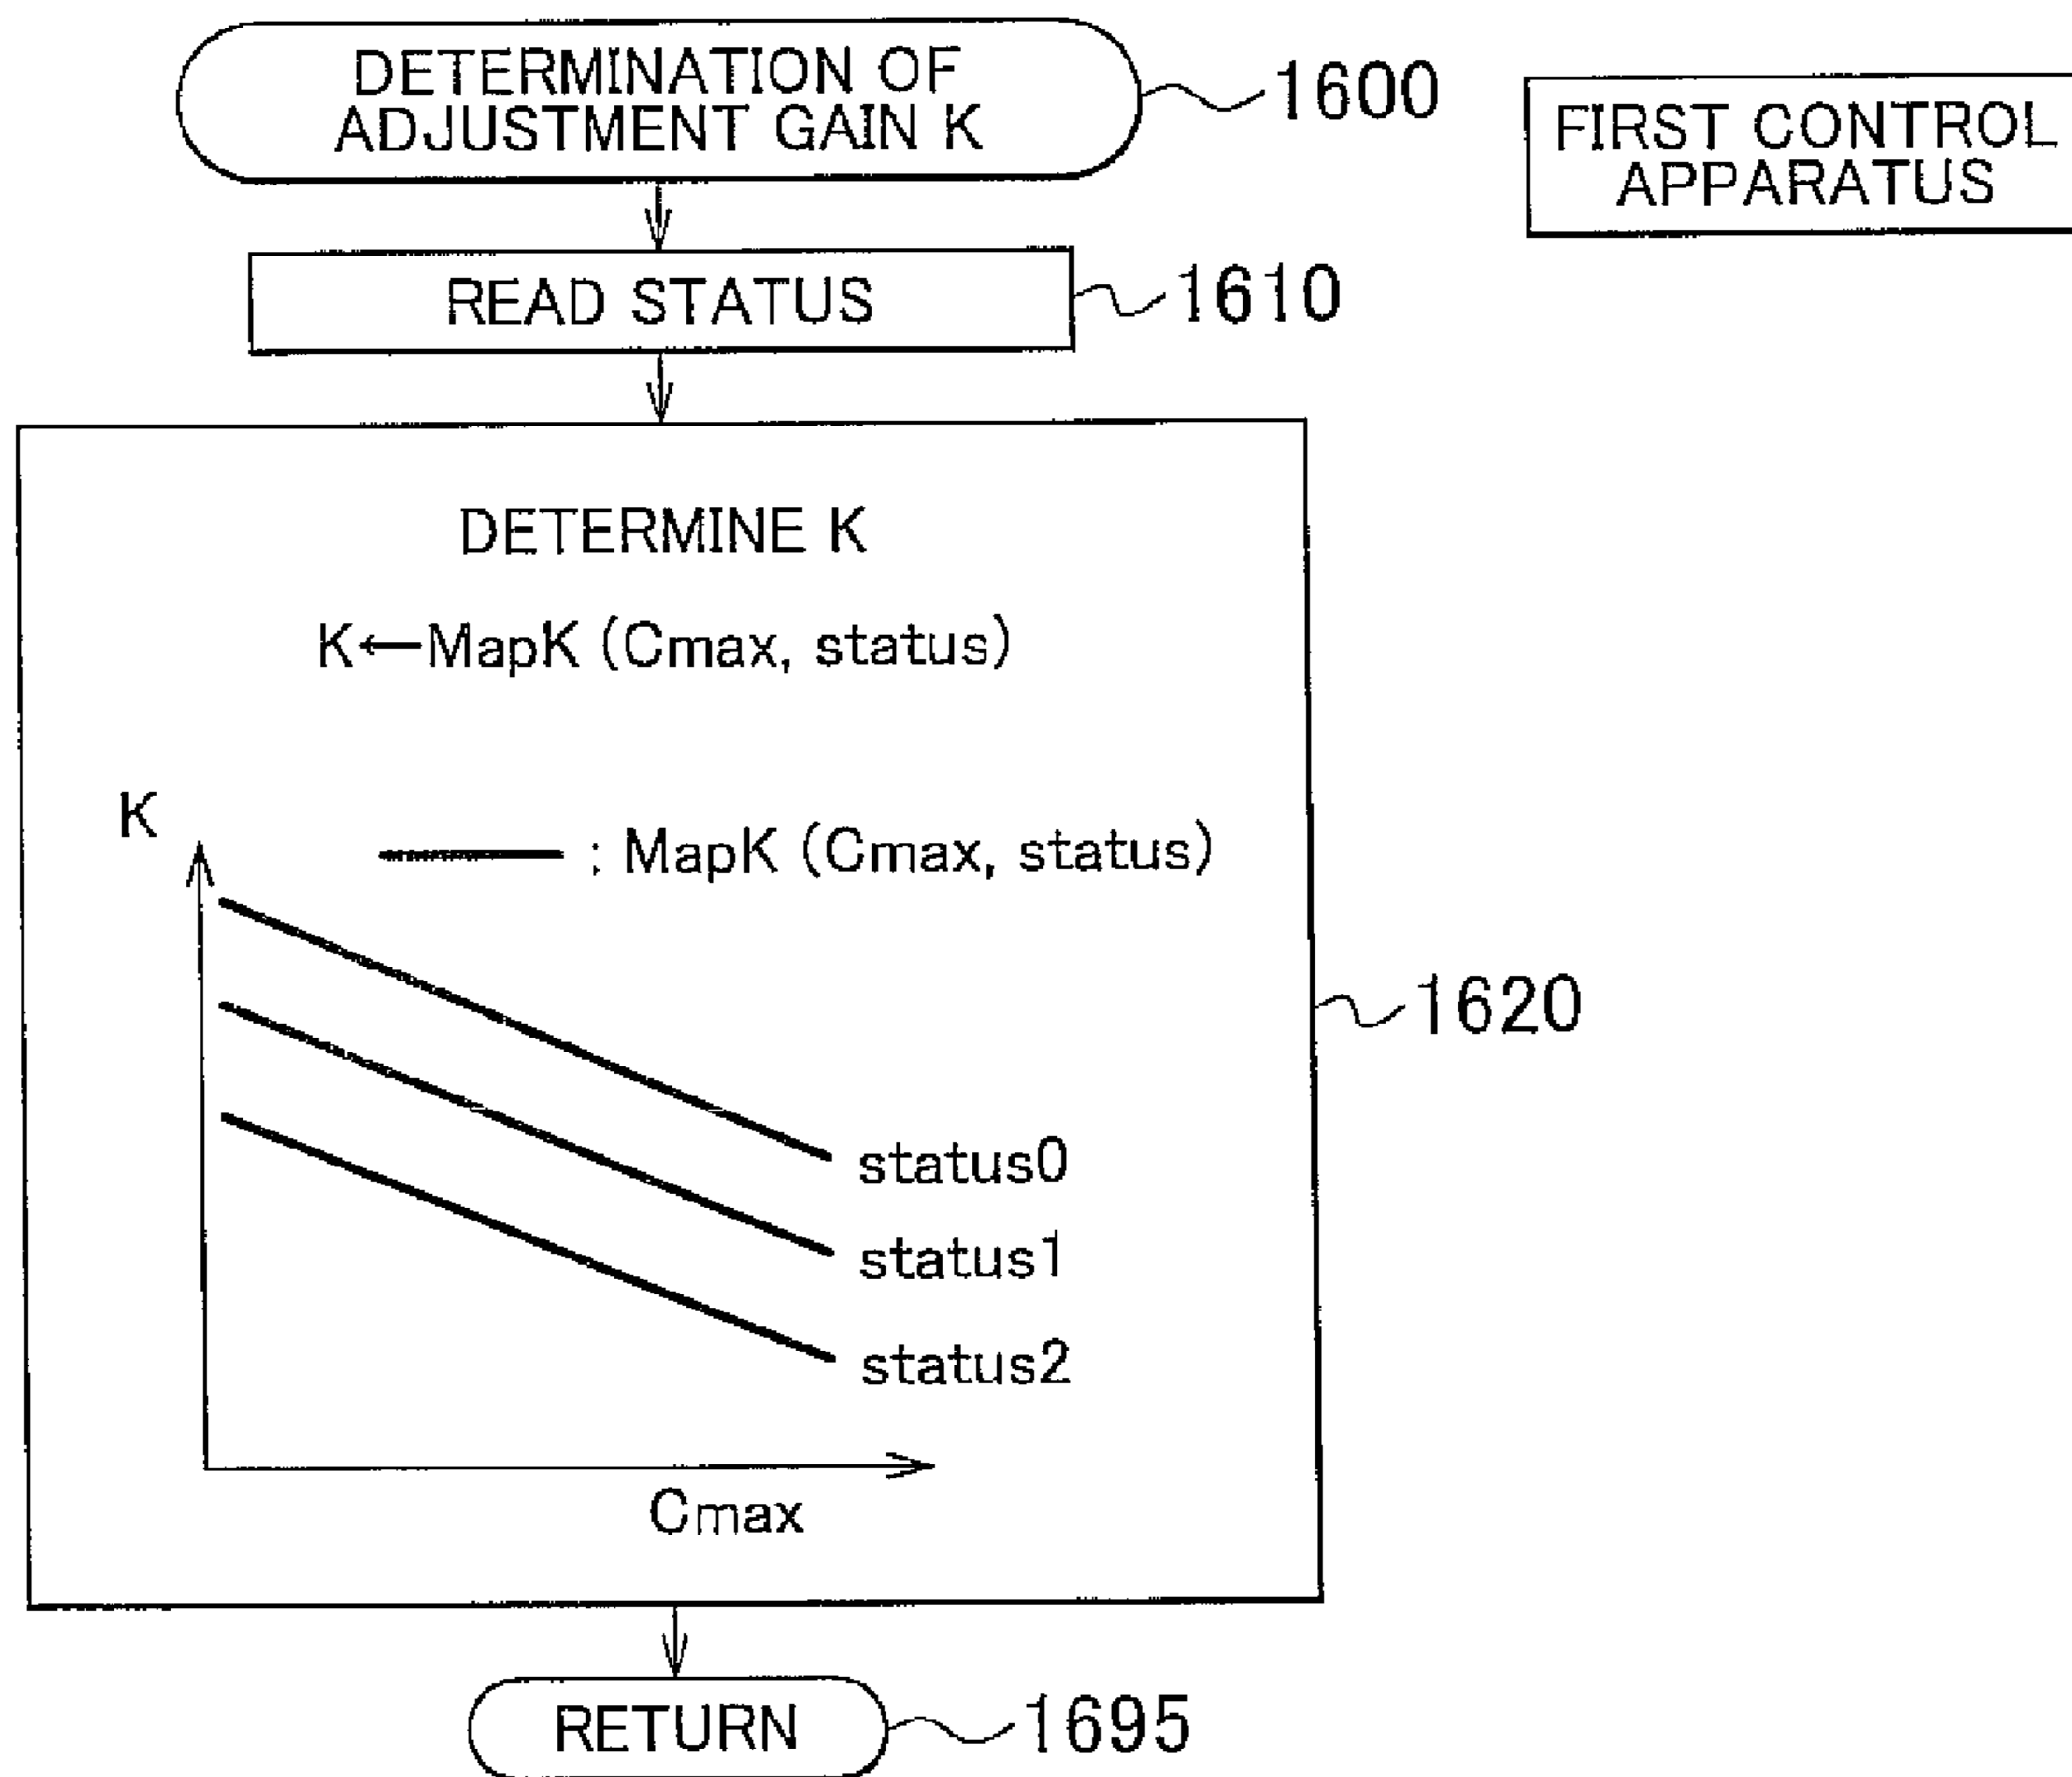 DETERMINATION OF
ADJUSTMENT GAIN K
1600
FIRST CONTROL
APPARATUS
READ STATUS
1610
DETERMINE K
K←MapK (Cmax, status)
K
: MapK (Cmax, status)
1620
status0
status1
status2
Cmax
RETURN
1695